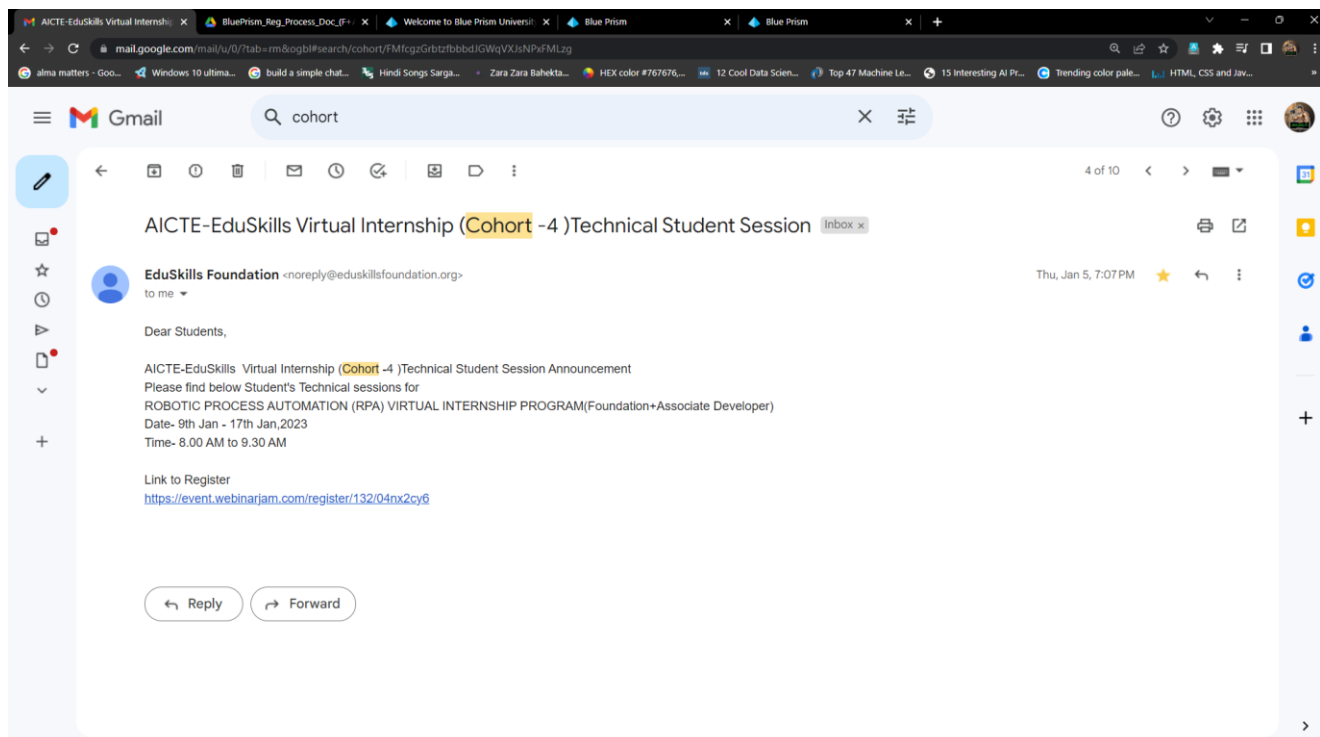 AICTE-EduSkills Virtual Internship
BluePrism_Reg_Process_Doc_(F+
Welcome to Blue Prism Universit
Blue Prism
Blue Prism
mail.google.com/mail/u/0/?tab=rm&ogbl#search/cohort/FMfcgzGrbtzfbbbdJGWqVXJsNPxFMLzg
alma matters - Goo...
Windows 10 ultima...
build a simple chat...
Hindi Songs Sarga...
Zara Zara Bahekta...
HEX color #767676,...
12 Cool Data Scien...
Top 47 Machine Le...
15 Interesting AI Pr...
Trending color pale...
HTML, CSS and Jav...
Gmail
cohort
4 of 10
31
AICTE-EduSkills Virtual Internship (Cohort -4 )Technical Student Session
Inbox x
EduSkills Foundation <noreply@eduskillsfoundation.org>
Thu, Jan 5, 7:07 PM
to me
Dear Students,
AICTE-EduSkills Virtual Internship (Cohort -4 )Technical Student Session Announcement
Please find below Student's Technical sessions for
ROBOTIC PROCESS AUTOMATION (RPA) VIRTUAL INTERNSHIP PROGRAM(Foundation+Associate Developer)
Date- 9th Jan - 17th Jan,2023
Time- 8.00 AM to 9.30 AM
Link to Register
https://event.webinarjam.com/register/132/04nx2cy6
Reply
Forward